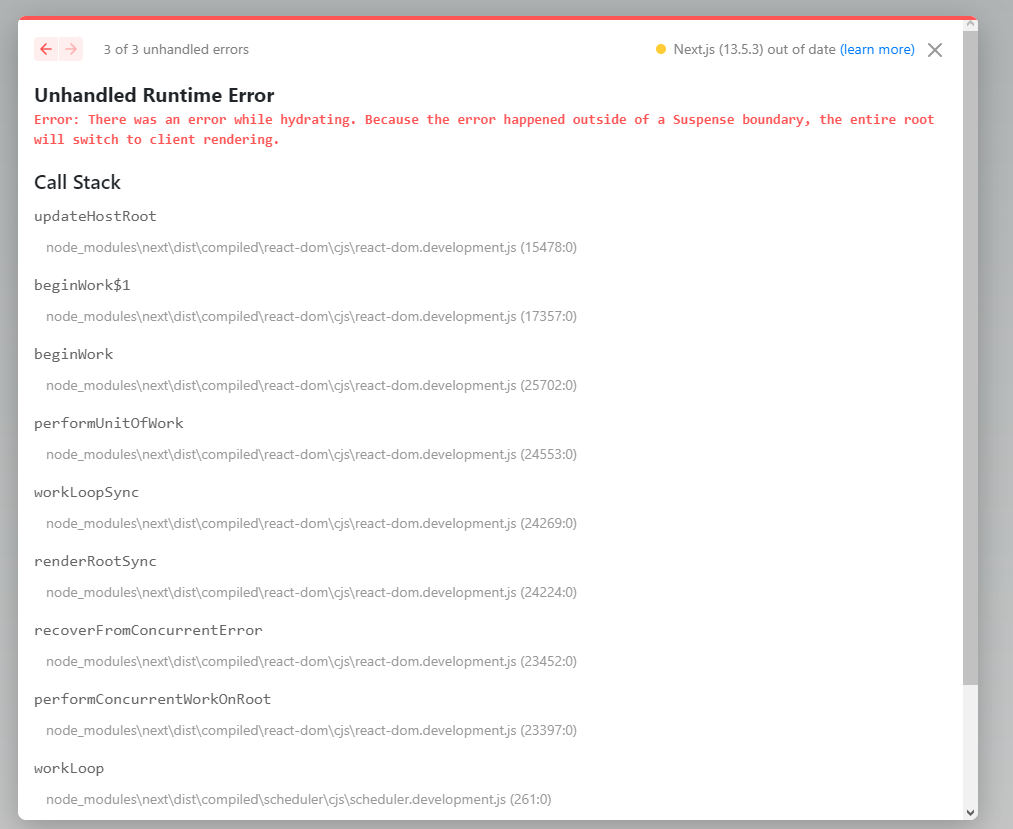 3 of 3 unhandled errors
Next.js (13.5.3) out of date (learn more)
Unhandled Runtime Error
Error: There was an error while hydrating. Because the error happened outside of a Suspense boundary, the entire root
will switch to client rendering.
Call Stack
updateHostRoot
node_modules\next\dist\compiled\react-dom\cjs\react-dom.development.js (15478:0)
beginWork$1
node_modules\next\dist\compiled\react-dom\cjs\react-dom.development.js (17357:0)
beginWork
node_modules\next\dist\compiled\react-dom\cjs\react-dom.development.js (25702:0)
performUnitOfWork
node_modules\next\dist\compiled\react-dom\cjs\react-dom.development.js (24553:0)
workLoopSync
node_modules\next\dist\compiled\react-dom\cjs\react-dom.development.js (24269:0)
renderRootSync
node_modules\next\dist\compiled\react-dom\cjs\react-dom.development.js (24224:0)
recoverFromConcurrentError
node_modules\next\dist\compiled\react-dom\cjs\react-dom.development.js (23452:0)
performConcurrentWorkOnRoot
node_modules\next\dist\compiled\react-dom\cjs\react-dom.development.js (23397:0)
workLoop
node_modules\next\dist\compiled\scheduler\cjs\scheduler.development.js (261:0)